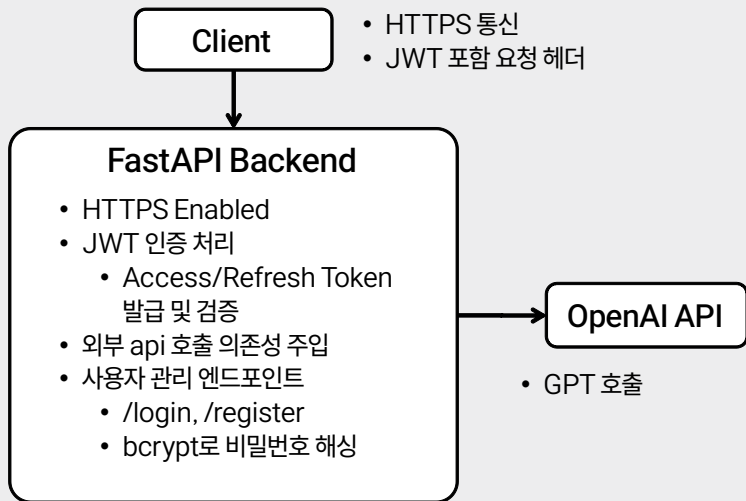 Client
• HTTPS 통신
• JWT 포함 요청 헤더
FastAPI Backend
• HTTPS Enabled
• JWT 인증 처리
• Access/Refresh Token
발급 및 검증
• 외부 api 호출 의존성 주입
• 사용자 관리 엔드포인트
• /login, /register
• bcrypt로 비밀번호 해싱
OpenAI API
• GPT 호출